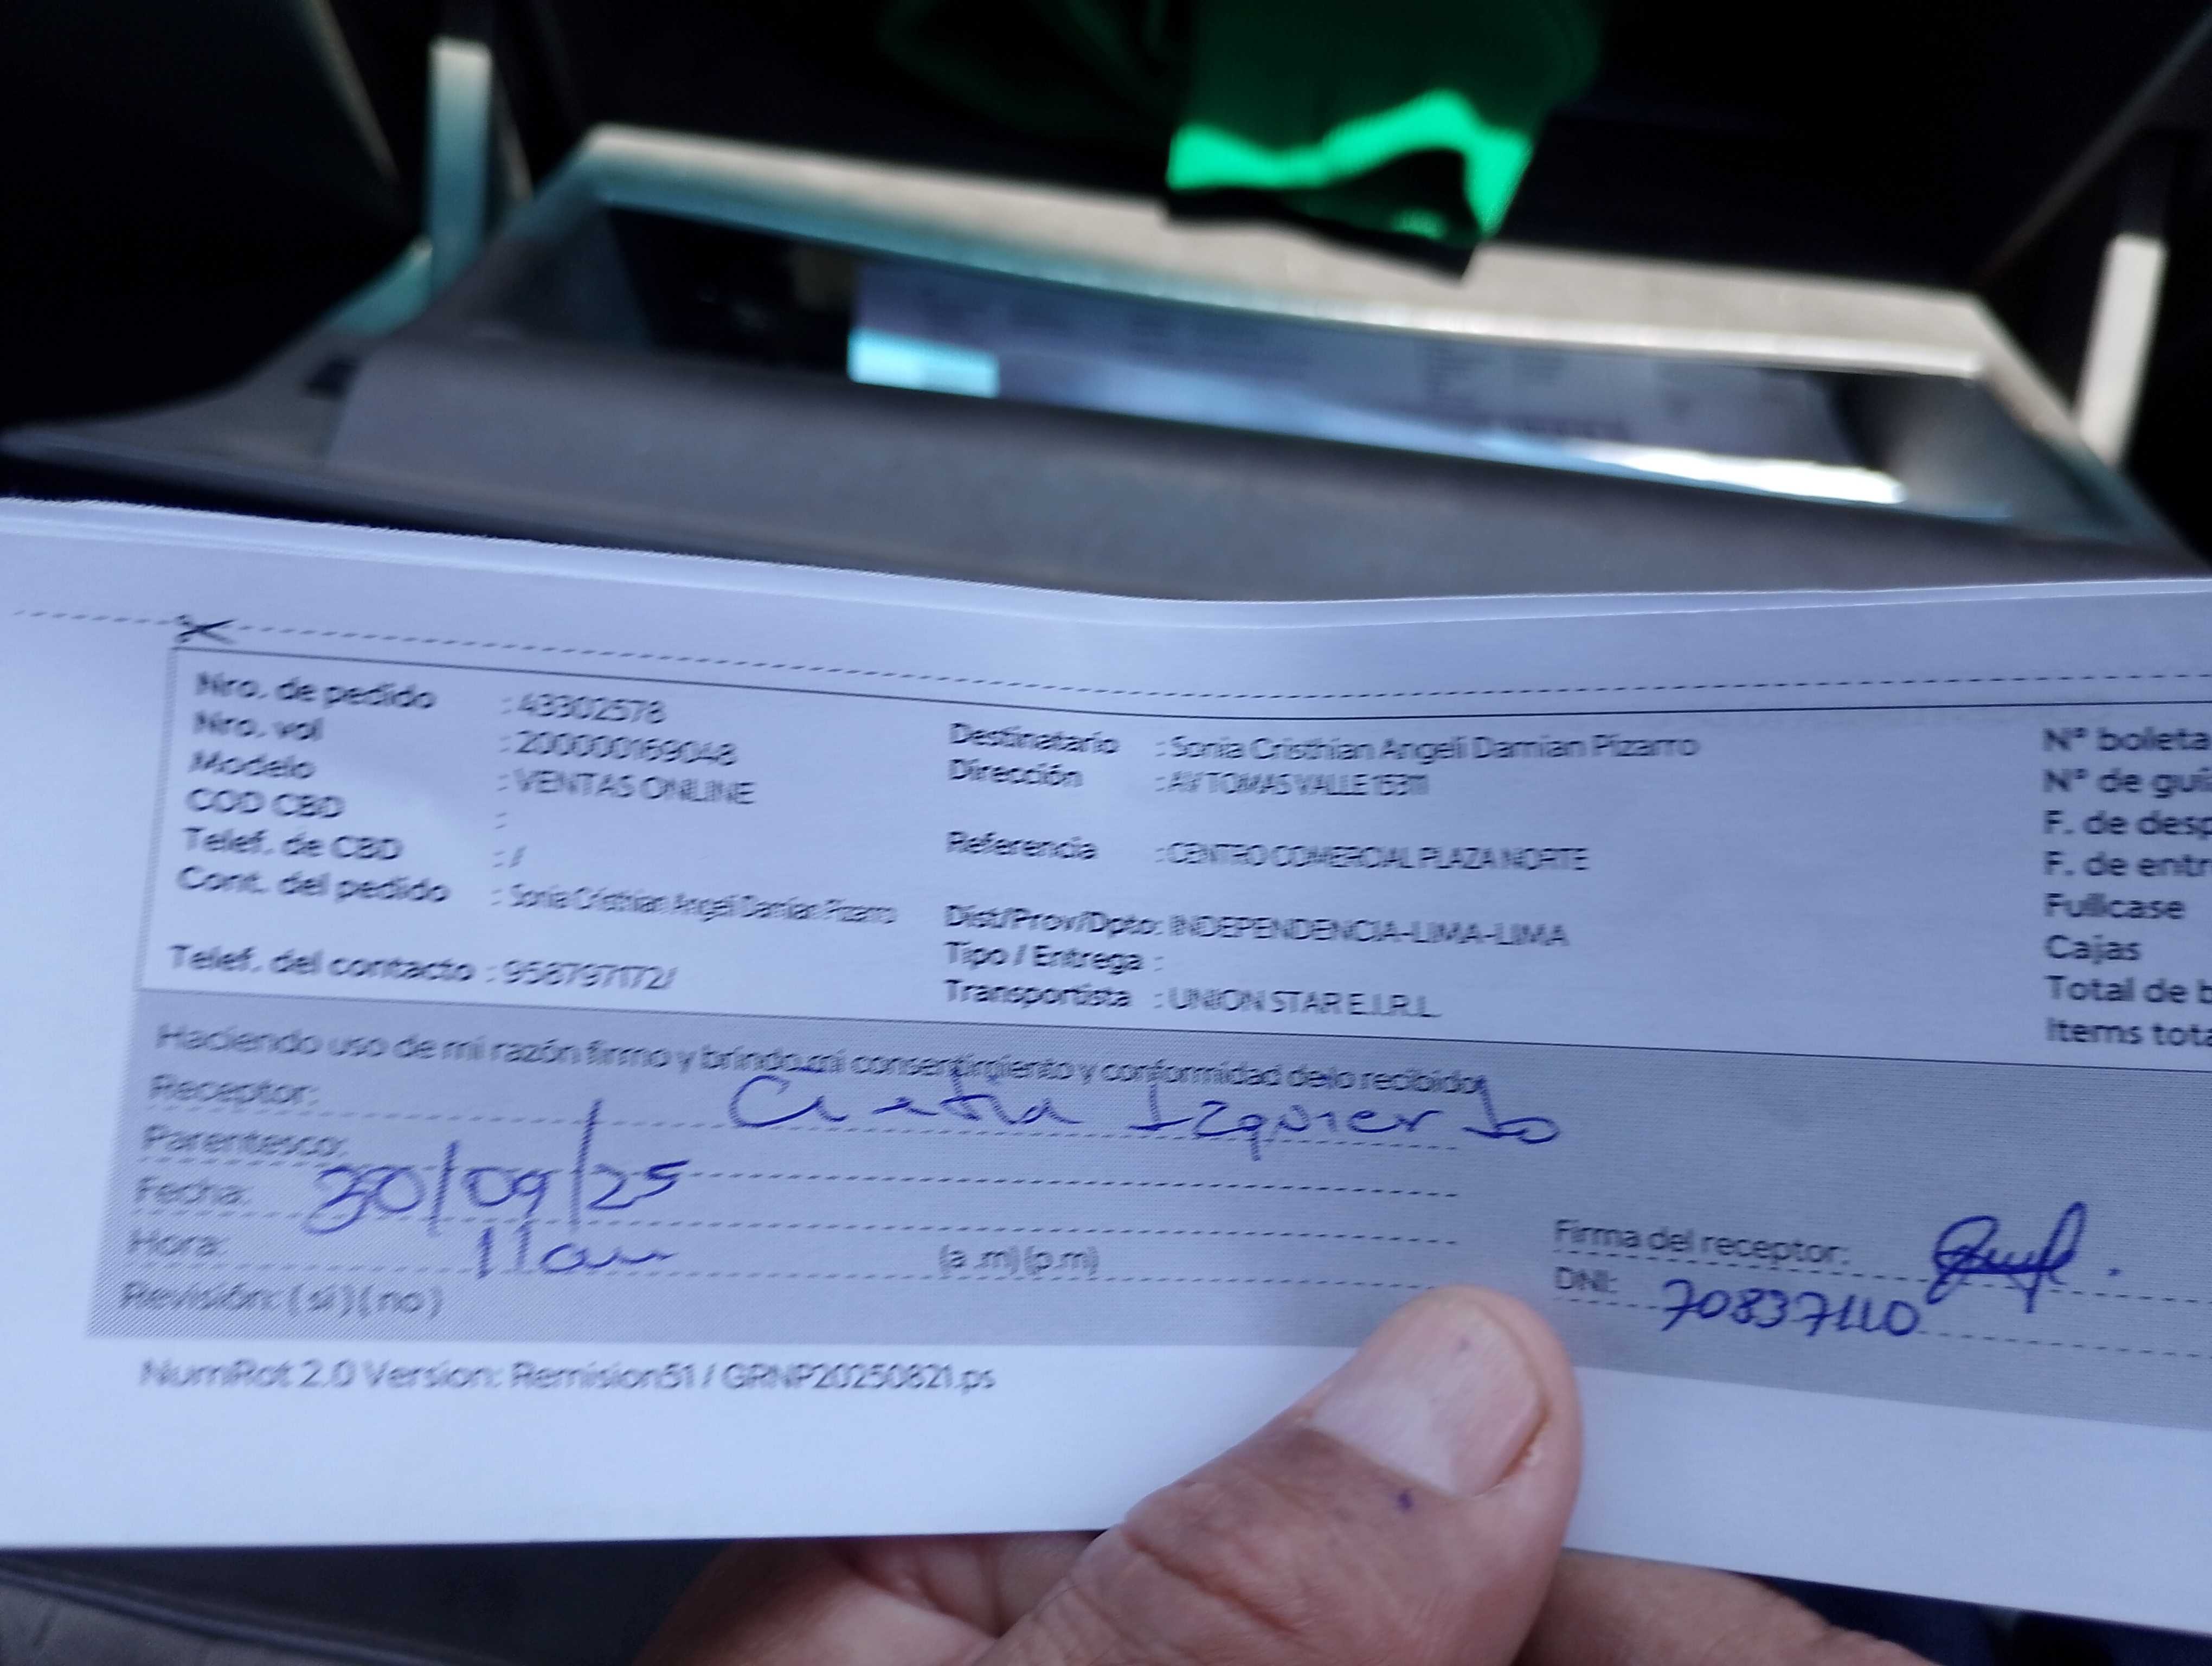 Nro. de pedido : 43302578
Nro. vol : 200000169048
Modelo : VENTAS ONLINE
COD CBD :
Telef. de CBD : /
Cont. del pedido : Sonia Cristhian Angeli Damian Pizarro
Telef. del contacto : 958797172/
Destinatario : Sonia Cristhian Angeli Damian Pizarro
Dirección : AV TOMAS VALLE 15311
Referencia : CENTRO COMERCIAL PLAZA NORTE
Dist/Prov/Dpto: INDEPENDENCIA-LIMA-LIMA
Tipo / Entrega :
Transportista : UNION STAR E.I.R.L.
N° boleta
N° de guí
F. de desp
F. de entr
Fullcase
Cajas
Total de b
Items tota
Haciendo uso de mi razón firmo y brindo mi consentimiento y conformidad de lo recibido
Receptor: Izquierdo
Parentesco:
Fecha: 30/09/25
Hora: 11am (a.m)(p.m)
Revisión: (si)(no)
Firma del receptor:
DNI:
NumRot 2.0 Version: Remision51 / GRNP20250821.ps